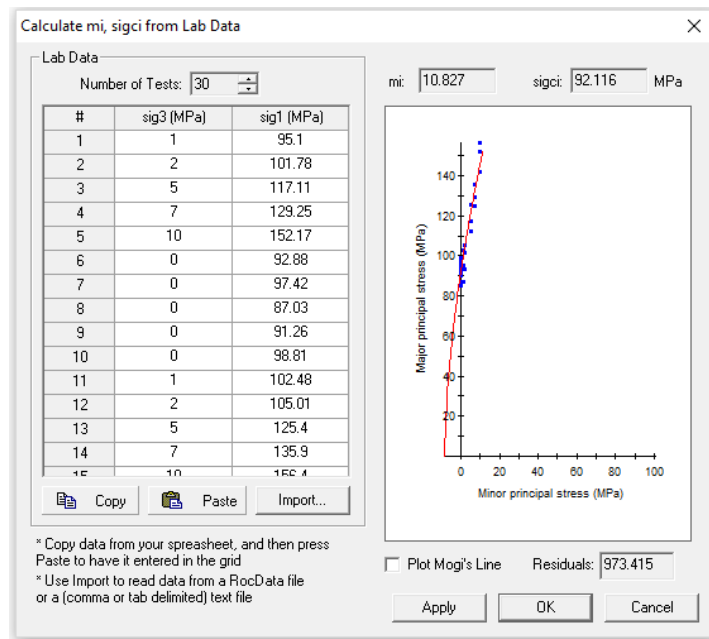 Calculate mi, sigci from Lab Data
Lab Data
Number of Tests: 30
# sig3 (MPa) sig1 (MPa)
1 1 95.1
2 2 101.78
3 5 117.11
4 7 129.25
5 10 152.17
6 0 92.88
7 0 97.42
8 0 87.03
9 0 91.26
10 0 98.81
11 1 102.48
12 2 105.01
13 5 125.4
14 7 135.9
15 10 156.4
Copy Paste Import...
* Copy data from your spreasheet, and then press
Paste to have it entered in the grid
* Use Import to read data from a RocData file
or a (comma or tab delimited) text file
mi: 10.827 sigci: 92.116 MPa
Major principal stress (MPa)
140
120
100
80
60
40
20
0 20 40 60 80 100
Minor principal stress (MPa)
Plot Mogi's Line Residuals: 973.415
Apply OK Cancel